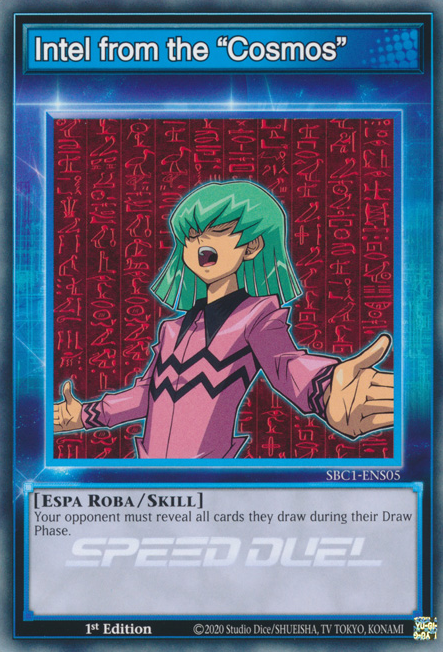 Intel from the “Cosmos”
SBC1-ENS05
[Espa Roba/Skill]
Your opponent must reveal all cards they draw during their Draw
Phase.
SPEED DUEL
1st Edition
©2020 Studio Dice/SHUEISHA, TV TOKYO, KONAMI